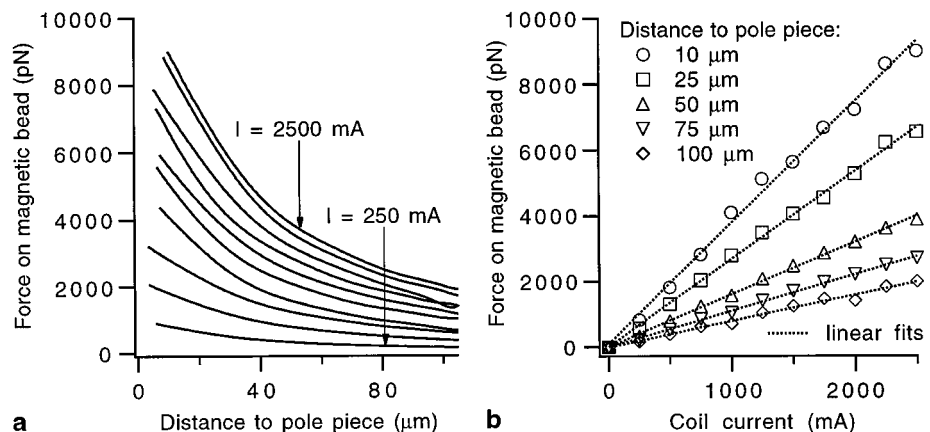 10000
8000
6000
4000
2000
0
Force on magnetic bead (pN)
I = 2500 mA
I = 250 mA
0 40 80
Distance to pole piece (μm)
a
10000
8000
6000
4000
2000
0
Force on magnetic bead (pN)
Distance to pole piece:
10 μm
25 μm
50 μm
75 μm
100 μm
linear fits
0 1000 2000
Coil current (mA)
b